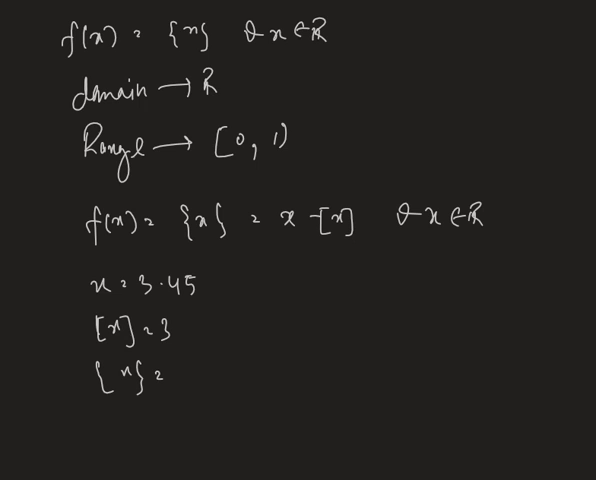 f(x) = {x} ∀ x ∈ R
domain → R
Range → [0, 1)
f(x) = {x} = x - [x] ∀ x ∈ R
x = 3.45
[x] = 3
{x} =